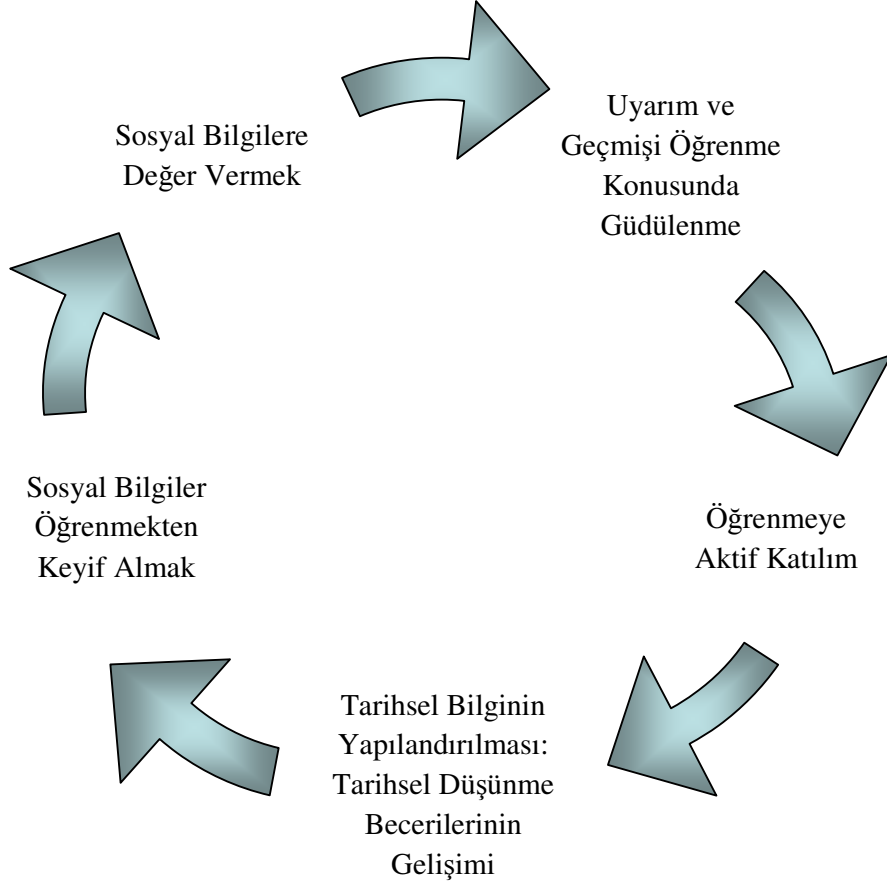 Sosyal Bilgilere
Değer Vermek
Uyarım ve
Geçmişi Öğrenme
Konusunda
Güdülenme
Öğrenmeye
Aktif Katılım
Tarihsel Bilginin
Yapılandırılması:
Tarihsel Düşünme
Becerilerinin
Gelişimi
Sosyal Bilgiler
Öğrenmekten
Keyif Almak